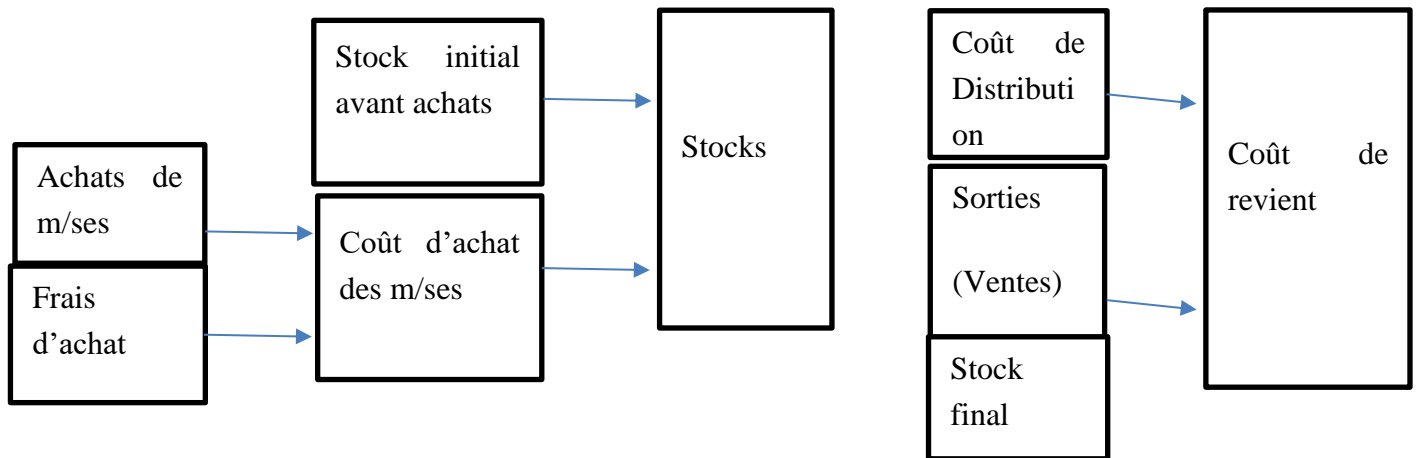 Stock initial
avant achats
Stocks
Coût de
Distributi
on
Coût de
revient
Achats de
m/ses
Sorties
(Ventes)
Coût d’achat
des m/ses
Frais
d’achat
Stock
final